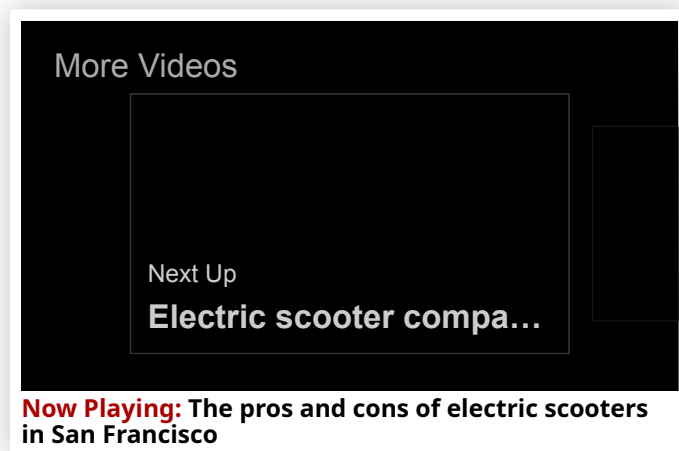 More Videos
Next Up
Electric scooter compa...
Now Playing: The pros and cons of electric scooters
in San Francisco